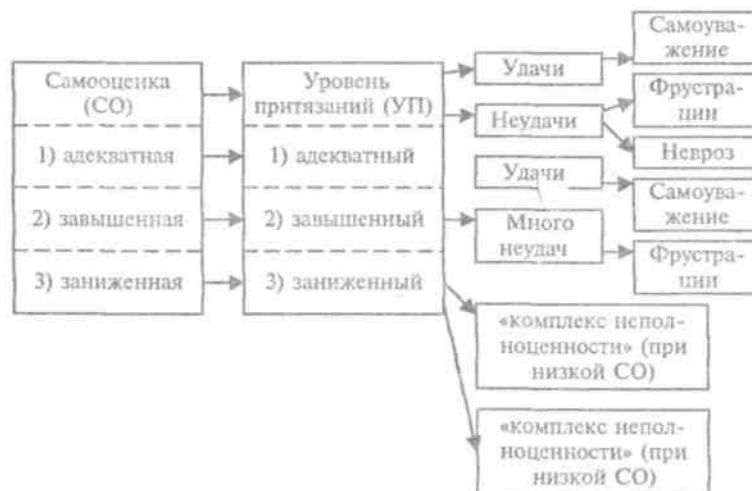 Самооценка
(СО)
1) адекватная
2) завышенная
3) заниженная
Уровень
притязаний (УП)
1) адекватный
2) завышенный
3) заниженный
Удачи
Неудачи
Удачи
Много
неудач
Самоува-
жение
Фрустра-
ции
Невроз
Самоува-
жение
Фрустра-
ции
«комплекс непол-
ноценности» (при
низкой СО)
«комплекс непол-
ноценности» (при
низкой СО)